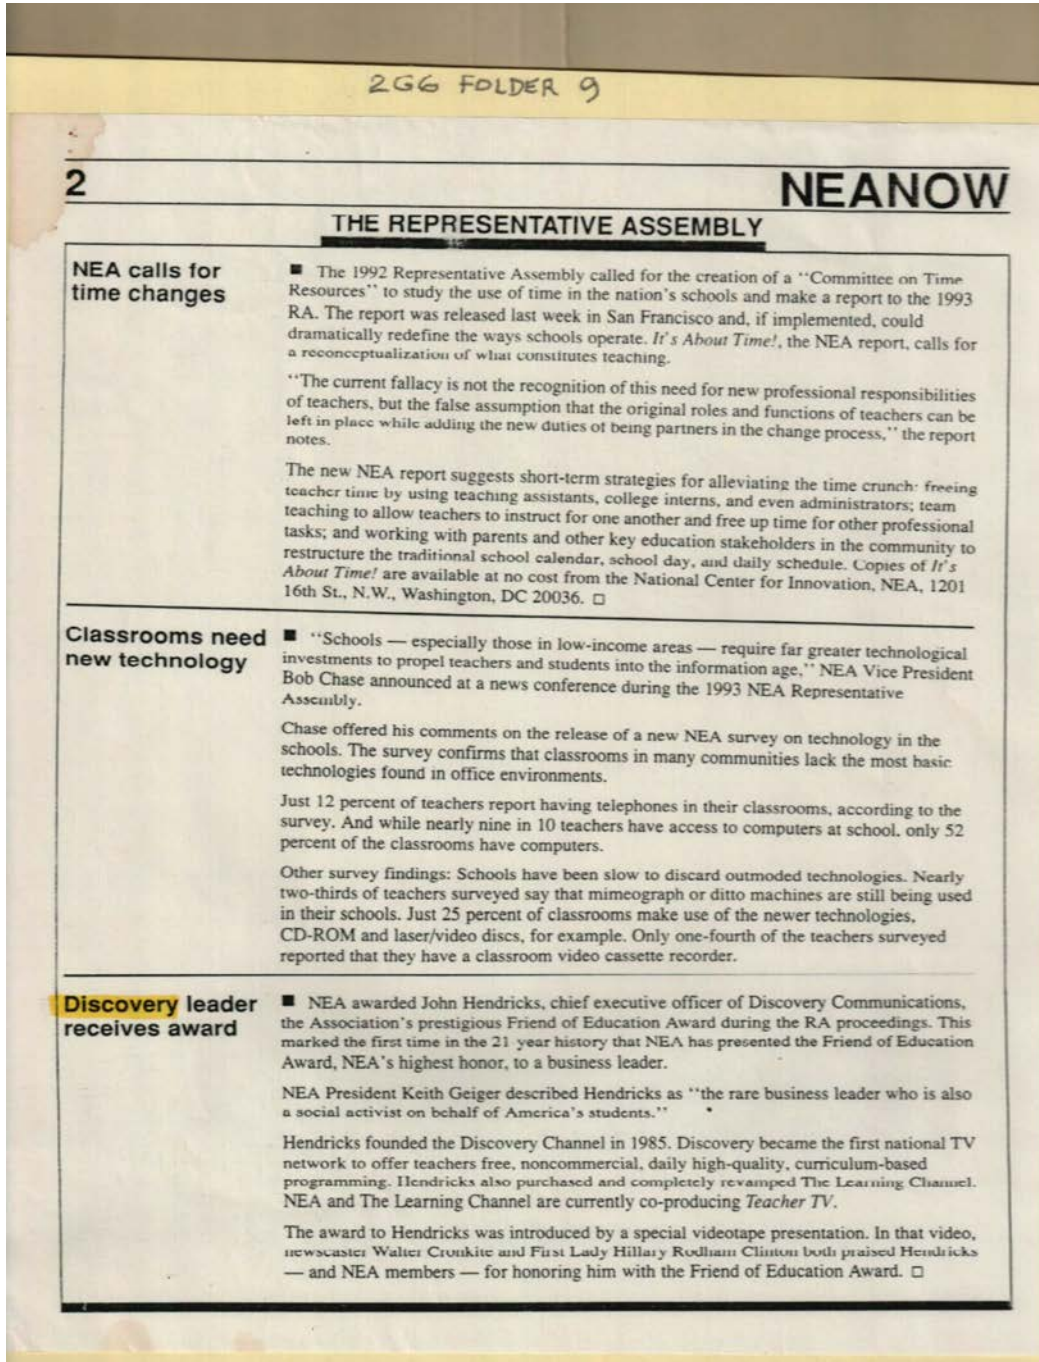 2GG FOLDER 9
2
NEANOW
THE REPRESENTATIVE ASSEMBLY
NEA calls for
time changes
■ The 1992 Representative Assembly called for the creation of a "Committee on Time
Resources" to study the use of time in the nation's schools and make a report to the 1993
RA. The report was released last week in San Francisco and, if implemented, could
dramatically redefine the ways schools operate. It's About Time!, the NEA report, calls for
a reconceptualization of what constitutes teaching.
"The current fallacy is not the recognition of this need for new professional responsibilities
of teachers, but the false assumption that the original roles and functions of teachers can be
left in place while adding the new duties of being partners in the change process," the report
notes.
The new NEA report suggests short-term strategies for alleviating the time crunch: freeing
teacher time by using teaching assistants, college interns, and even administrators; team
teaching to allow teachers to instruct for one another and free up time for other professional
tasks; and working with parents and other key education stakeholders in the community to
restructure the traditional school calendar, school day, and daily schedule. Copies of It's
About Time! are available at no cost from the National Center for Innovation, NEA, 1201
16th St., N.W., Washington, DC 20036. □
Classrooms need
new technology
■ "Schools — especially those in low-income areas — require far greater technological
investments to propel teachers and students into the information age," NEA Vice President
Bob Chase announced at a news conference during the 1993 NEA Representative
Assembly.
Chase offered his comments on the release of a new NEA survey on technology in the
schools. The survey confirms that classrooms in many communities lack the most basic
technologies found in office environments.
Just 12 percent of teachers report having telephones in their classrooms, according to the
survey. And while nearly nine in 10 teachers have access to computers at school, only 52
percent of the classrooms have computers.
Other survey findings: Schools have been slow to discard outmoded technologies. Nearly
two-thirds of teachers surveyed say that mimeograph or ditto machines are still being used
in their schools. Just 25 percent of classrooms make use of the newer technologies,
CD-ROM and laser/video discs, for example. Only one-fourth of the teachers surveyed
reported that they have a classroom video cassette recorder.
Discovery leader
receives award
■ NEA awarded John Hendricks, chief executive officer of Discovery Communications,
the Association's prestigious Friend of Education Award during the RA proceedings. This
marked the first time in the 21 year history that NEA has presented the Friend of Education
Award, NEA's highest honor, to a business leader.
NEA President Keith Geiger described Hendricks as "the rare business leader who is also
a social activist on behalf of America's students."
Hendricks founded the Discovery Channel in 1985. Discovery became the first national TV
network to offer teachers free, noncommercial, daily high-quality, curriculum-based
programming. Hendricks also purchased and completely revamped The Learning Channel.
NEA and The Learning Channel are currently co-producing Teacher TV.
The award to Hendricks was introduced by a special videotape presentation. In that video,
newscaster Walter Cronkite and First Lady Hillary Rodham Clinton both praised Hendricks
— and NEA members — for honoring him with the Friend of Education Award. □